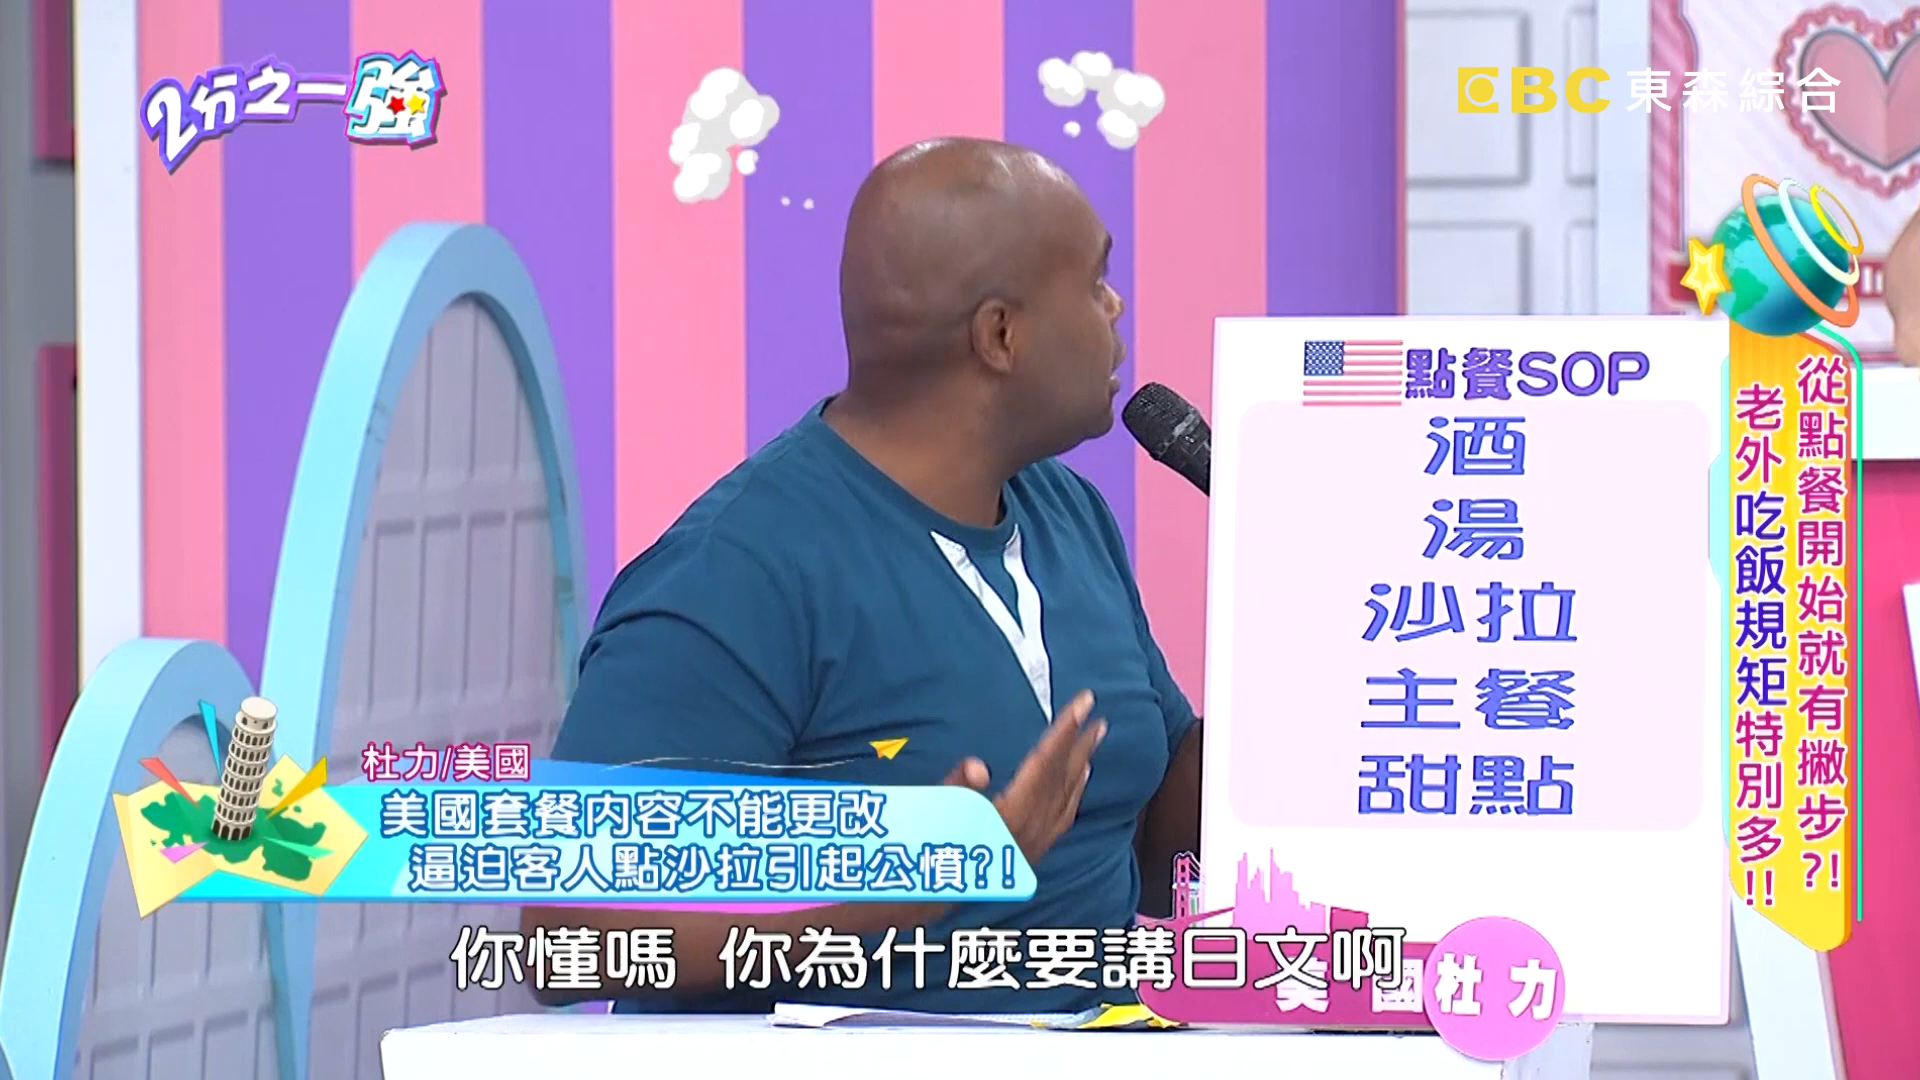 2分之一強
EBC 東森綜合
從點餐開始就有撇步?!
老外吃飯規矩特別多!!
點餐SOP
酒
湯
沙拉
主餐
甜點
杜力/美國
美國套餐內容不能更改
逼迫客人點沙拉引起公憤?!
你懂嗎 你為什麼要講日文啊
美國杜力